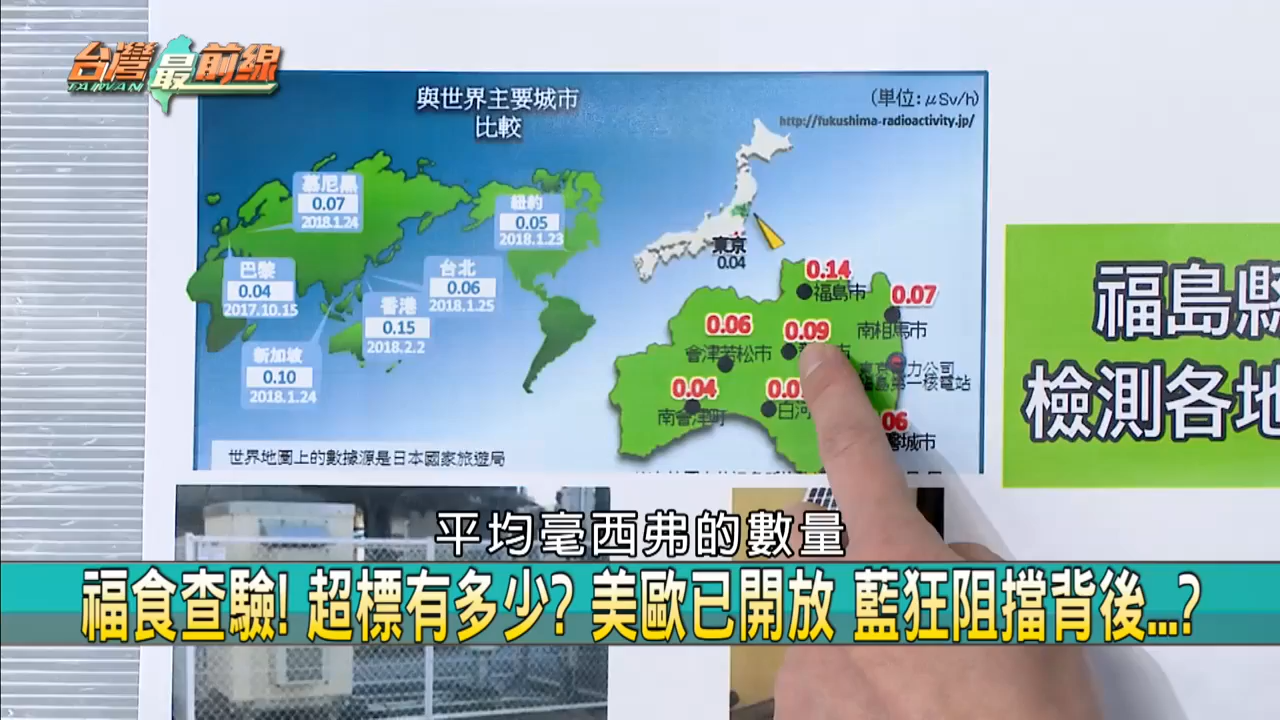 台灣最前線
TAIWAN
與世界主要城市
比較
(単位:μSv/h)
http://fukushima-radioactivity.jp/
慕尼黑
0.07
2018.1.24
紐約
0.05
2018.1.23
巴黎
0.04
2017.10.15
台北
0.06
2018.1.25
香港
0.15
2018.2.2
新加坡
0.10
2018.1.24
東京
0.04
0.14
福島市
0.07
南相馬市
0.06
會津若松市
0.09
0.04
南會津町
白河
世界地圖上的數據源是日本國家旅遊局
福島縣
檢測各地
平均毫西弗的數量
福食查驗! 超標有多少? 美歐已開放 藍狂阻擋背後...?